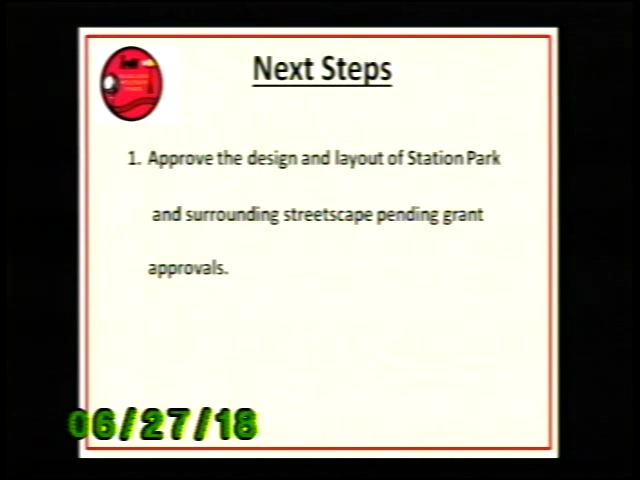 Next Steps
1. Approve the design and layout of Station Park
and surrounding streetscape pending grant
approvals.
06/27/18